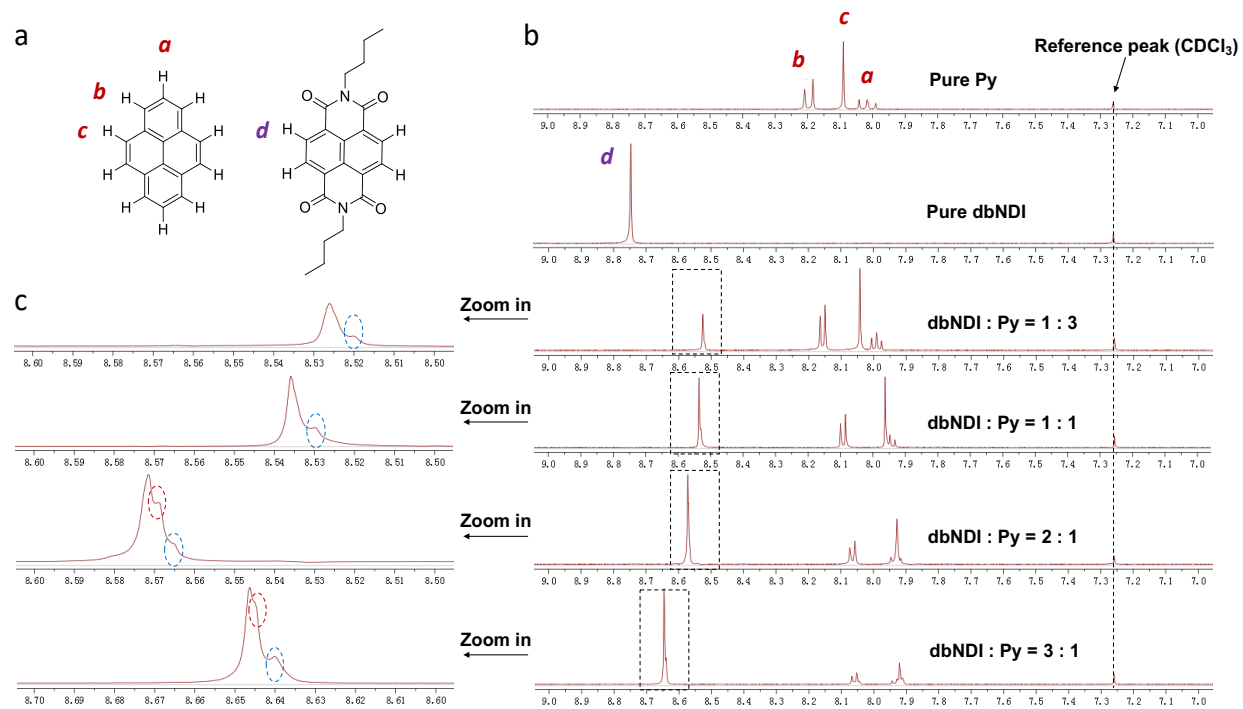 a
a
b
c
H
H
H
H
H
H
H
H
H
H
d
O
N
O
H
H
H
H
O
N
O
b
b
c
a
Pure Py
Reference peak (CDCl3)
9.0 8.9 8.8 8.7 8.6 8.5 8.4 8.3 8.2 8.1 8.0 7.9 7.8 7.7 7.6 7.5 7.4 7.3 7.2 7.1 7.0
d
Pure dbNDI
9.0 8.9 8.8 8.7 8.6 8.5 8.4 8.3 8.2 8.1 8.0 7.9 7.8 7.7 7.6 7.5 7.4 7.3 7.2 7.1 7.0
c
Zoom in
dbNDI : Py = 1 : 3
8.60 8.59 8.58 8.57 8.56 8.55 8.54 8.53 8.52 8.51 8.50
9.0 8.9 8.8 8.7 8.6 8.5 8.4 8.3 8.2 8.1 8.0 7.9 7.8 7.7 7.6 7.5 7.4 7.3 7.2 7.1 7.0
Zoom in
dbNDI : Py = 1 : 1
8.60 8.59 8.58 8.57 8.56 8.55 8.54 8.53 8.52 8.51 8.50
9.0 8.9 8.8 8.7 8.6 8.5 8.4 8.3 8.2 8.1 8.0 7.9 7.8 7.7 7.6 7.5 7.4 7.3 7.2 7.1 7.0
Zoom in
dbNDI : Py = 2 : 1
8.60 8.59 8.58 8.57 8.56 8.55 8.54 8.53 8.52 8.51 8.50
9.0 8.9 8.8 8.7 8.6 8.5 8.4 8.3 8.2 8.1 8.0 7.9 7.8 7.7 7.6 7.5 7.4 7.3 7.2 7.1 7.0
Zoom in
dbNDI : Py = 3 : 1
8.70 8.69 8.68 8.67 8.66 8.65 8.64 8.63 8.62 8.61 8.60
9.0 8.9 8.8 8.7 8.6 8.5 8.4 8.3 8.2 8.1 8.0 7.9 7.8 7.7 7.6 7.5 7.4 7.3 7.2 7.1 7.0